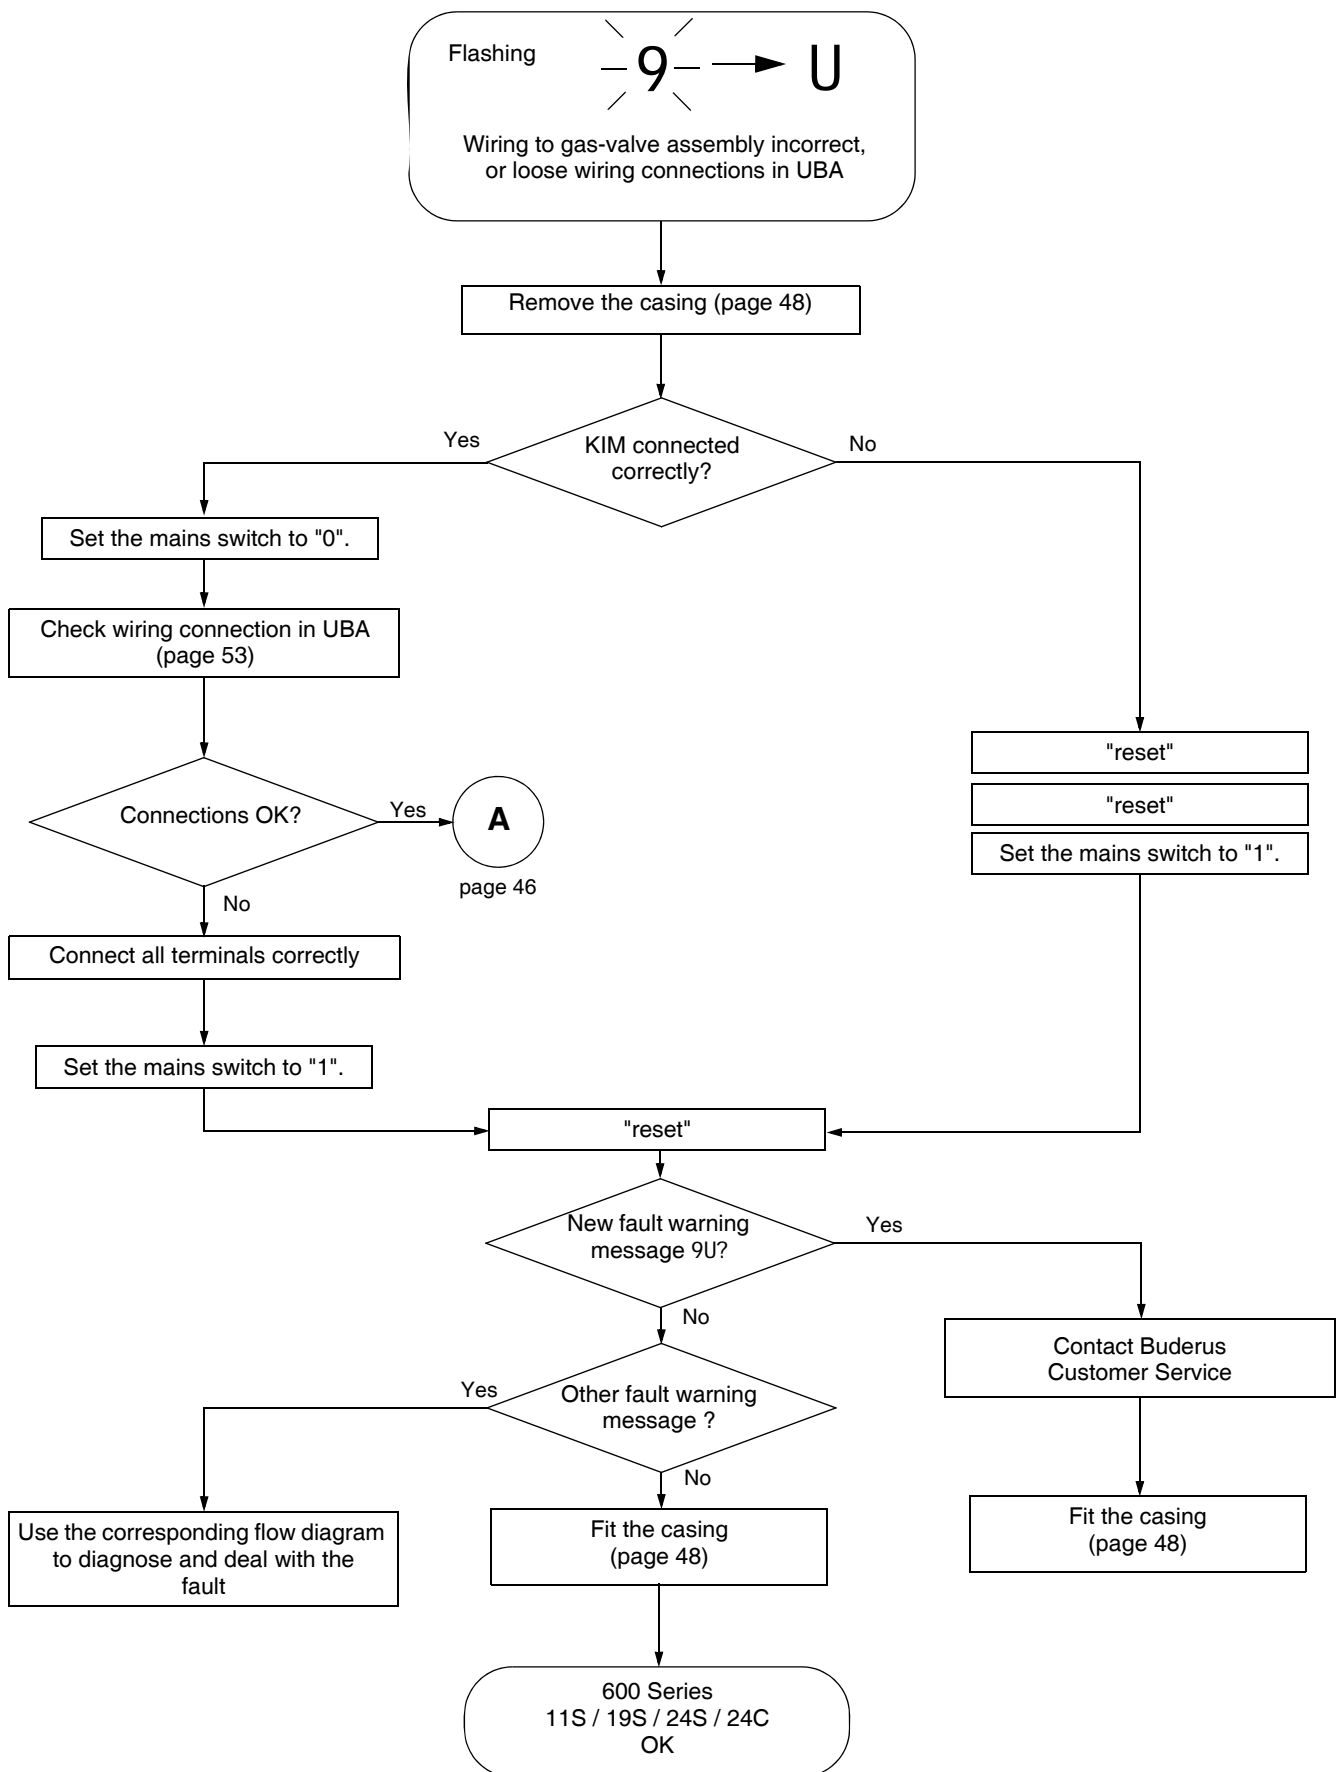 Flashing
9 U
Wiring to gas-valve assembly incorrect,
or loose wiring connections in UBA
Remove the casing (page 48)
KIM connected
correctly?
Yes
No
Set the mains switch to "0".
Check wiring connection in UBA
(page 53)
Connections OK?
Yes
A
page 46
No
Connect all terminals correctly
Set the mains switch to "1".
"reset"
"reset"
Set the mains switch to "1".
"reset"
New fault warning
message 9U?
Yes
No
Contact Buderus
Customer Service
Other fault warning
message ?
Yes
No
Use the corresponding flow diagram
to diagnose and deal with the
fault
Fit the casing
(page 48)
Fit the casing
(page 48)
600 Series
11S / 19S / 24S / 24C
OK